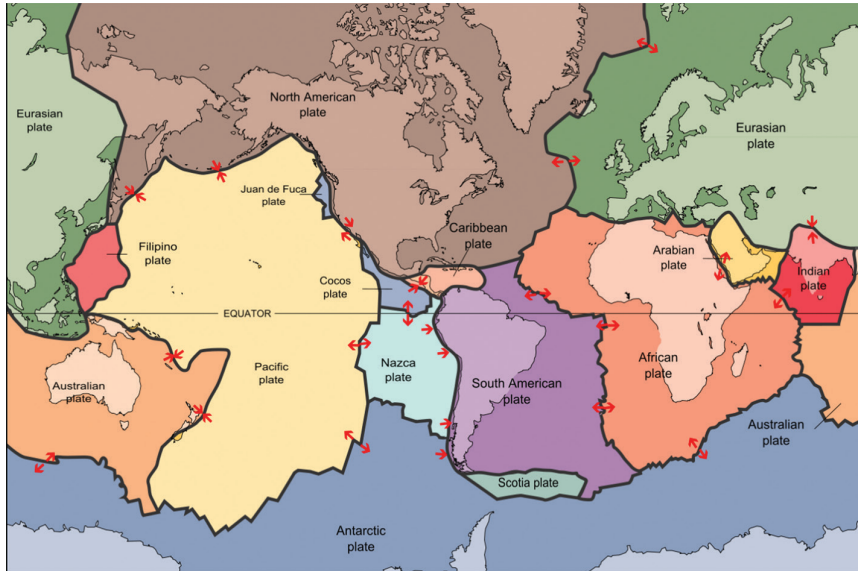 North American
plate
Eurasian
plate
Eurasian
plate
Juan de Fuca
plate
Caribbean
plate
Filipino
plate
Arabian
plate
Indian
plate
Cocos
plate
EQUATOR
Pacific
plate
Nazca
plate
African
plate
Australian
plate
South American
plate
Australian
plate
Scotia plate
Antarctic
plate